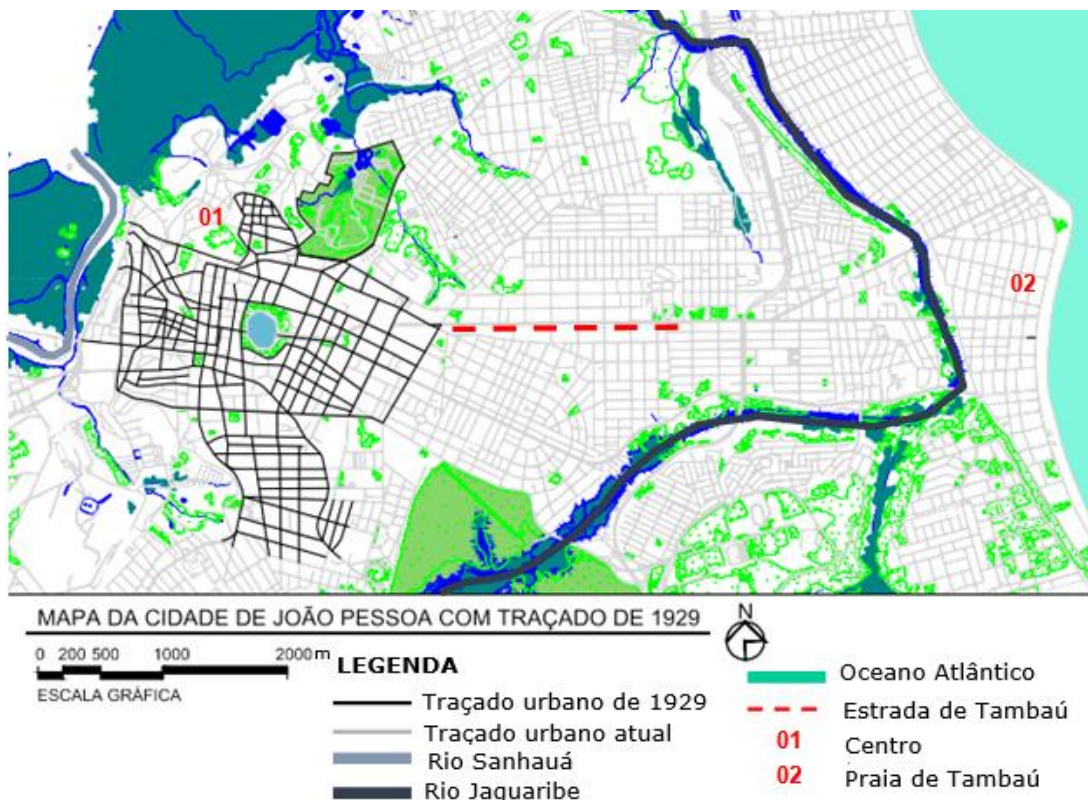 01
02
MAPA DA CIDADE DE JOÃO PESSOA COM TRAÇADO DE 1929
N
0 200 500 1000 2000 m
ESCALA GRÁFICA
LEGENDA
Traçado urbano de 1929
Traçado urbano atual
Rio Sanhauá
Rio Jaguaribe
Oceano Atlântico
Estrada de Tambaú
01 Centro
02 Praia de Tambaú